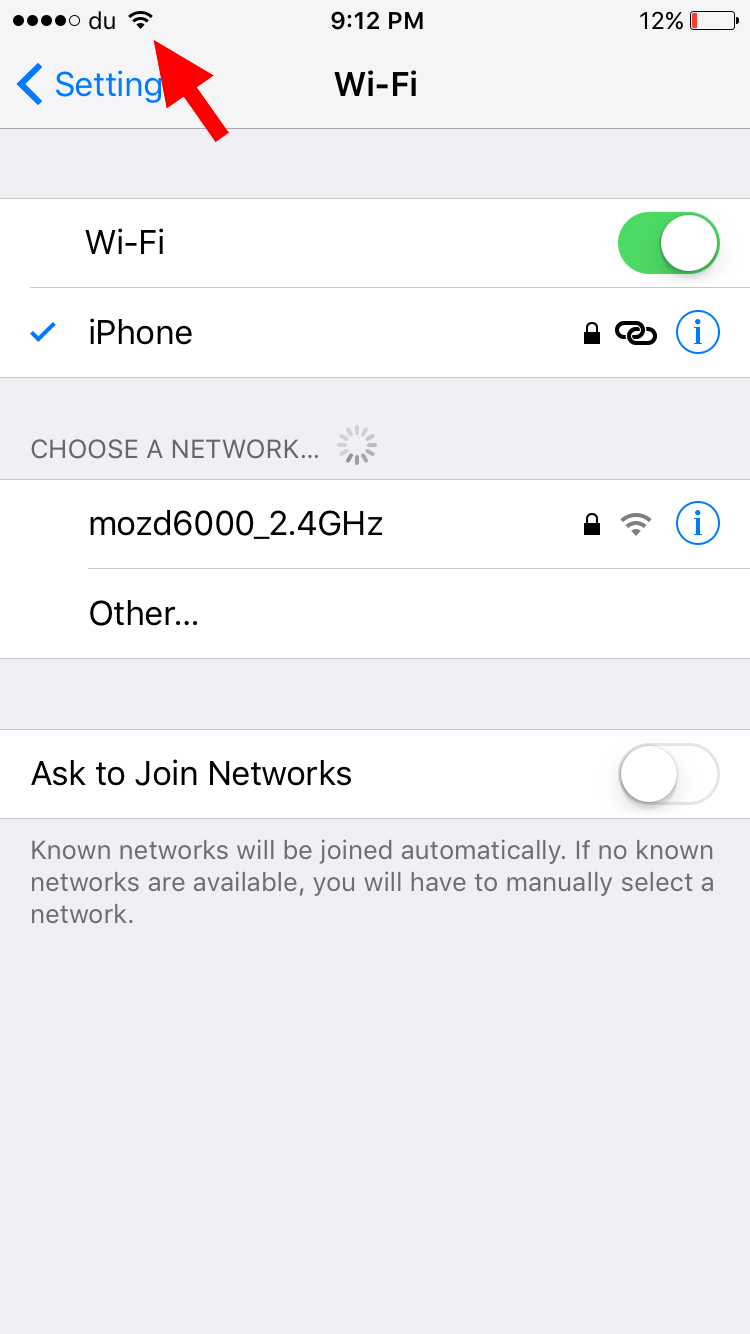 du 9:12 PM 12%
Setting Wi-Fi
Wi-Fi
iPhone
CHOOSE A NETWORK...
mozd6000_2.4GHz
Other...
Ask to Join Networks
Known networks will be joined automatically. If no known
networks are available, you will have to manually select a
network.